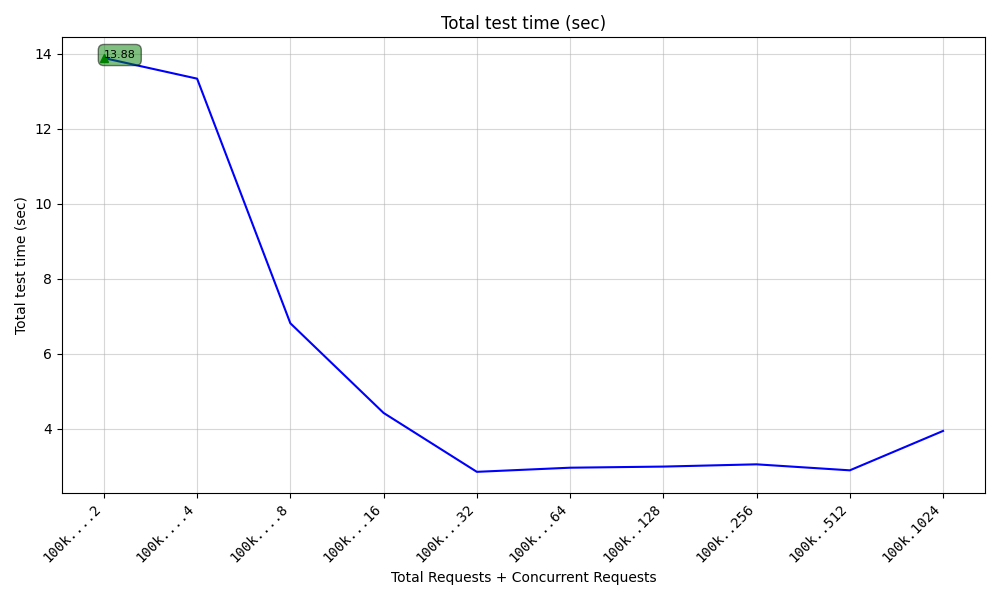 Total test time (sec)
14
12
10
8
6
4
Total test time (sec)
13.88
100k....2
100k....4
100k....8
100k...16
100k...32
100k...64
100k..128
100k..256
100k..512
100k.1024
Total Requests + Concurrent Requests